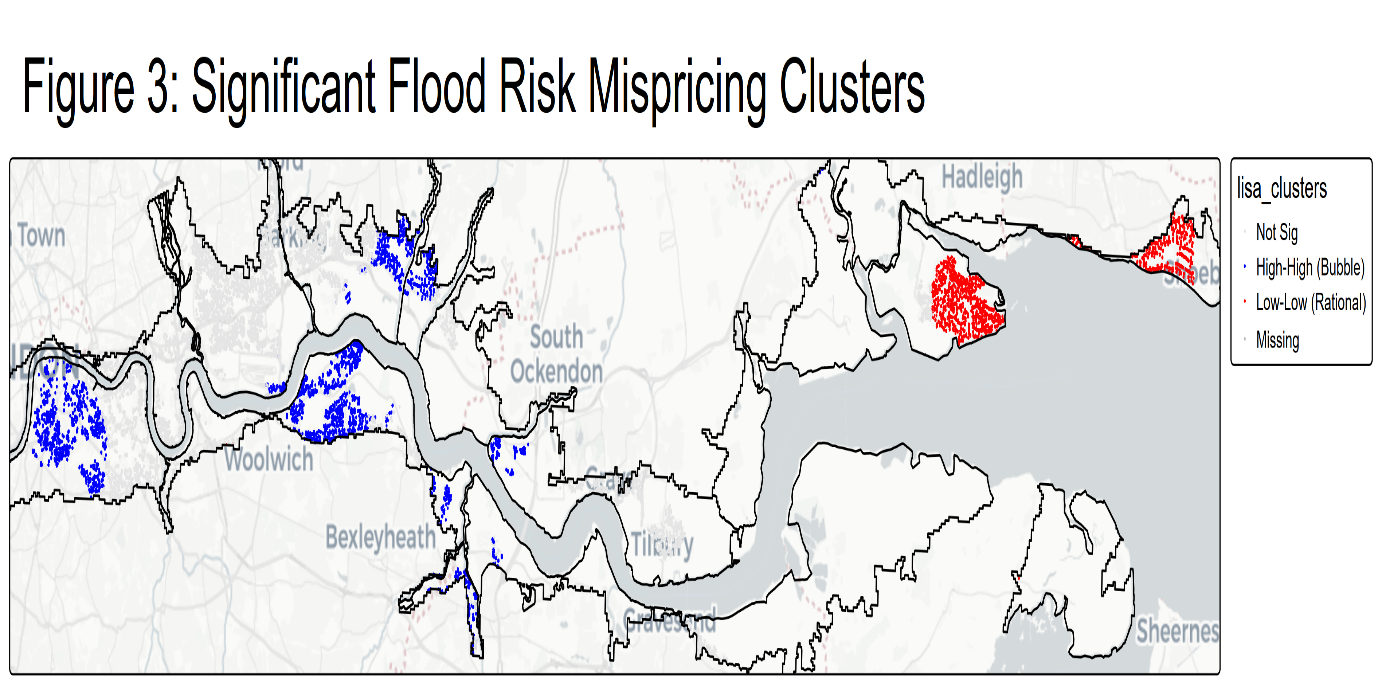 Figure 3: Significant Flood Risk Mispricing Clusters
Hadleigh
lisa_clusters
Town
Not Sig
High-High (Bubble)
Low-Low (Rational)
Missing
South
Ockendon
Woolwich
Bexleyheath
Tilbury
Gravesend
Sheernes